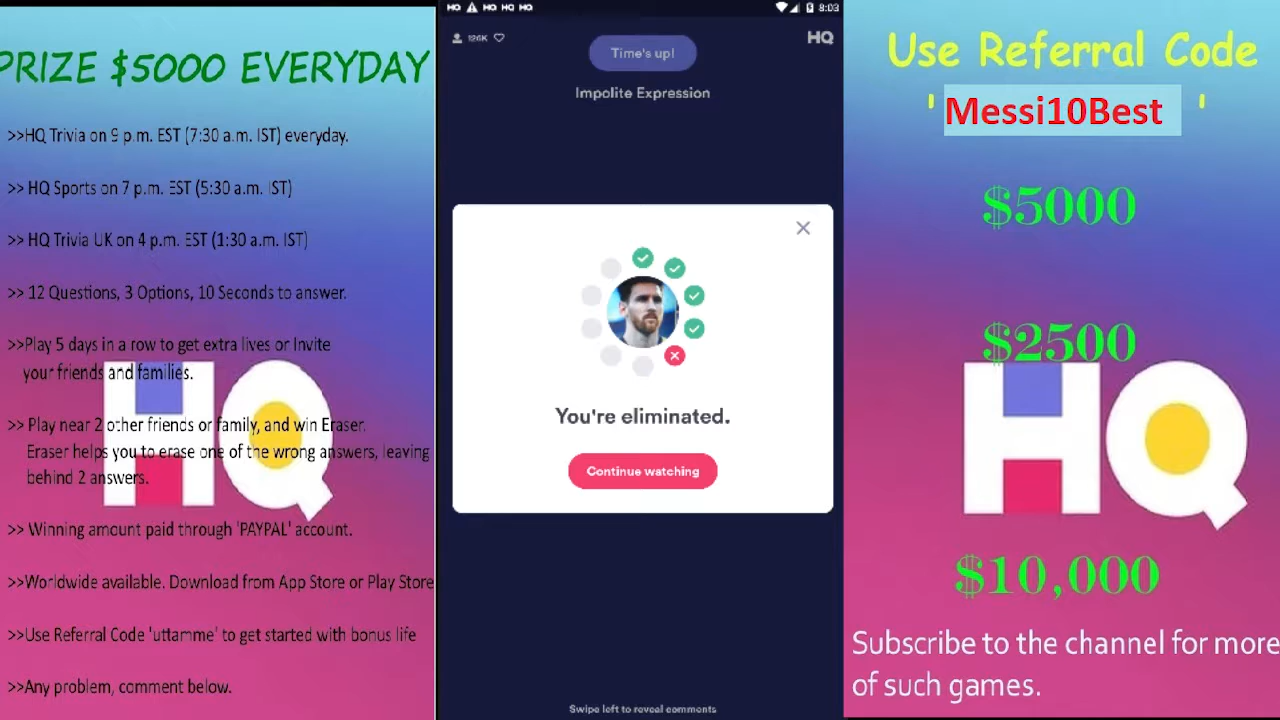 PRIZE $5000 EVERYDAY
>>HQ Trivia on 9 p.m. EST (7:30 a.m. IST) everyday.
>> HQ Sports on 7 p.m. EST (5:30 a.m. IST)
>> HQ Trivia UK on 4 p.m. EST (1:30 a.m. IST)
>> 12 Questions, 3 Options, 10 Seconds to answer.
>>Play 5 days in a row to get extra lives or Invite
your friends and families.
>> Play near 2 other friends or family, and win Eraser.
Eraser helps you to erase one of the wrong answers, leaving
behind 2 answers.
>> Winning amount paid through 'PAYPAL' account.
>>Worldwide available. Download from App Store or Play Store
>>Use Referral Code 'uttamme' to get started with bonus life
>>Any problem, comment below.
HQ
HQ HQ HQ HQ 8:03
126K HQ
Time's up!
Impolite Expression
You're eliminated.
Continue watching
Swipe left to reveal comments
Use Referral Code
' Messi10Best '
$5000
$2500
HQ
$10,000
Subscribe to the channel for more
of such games.